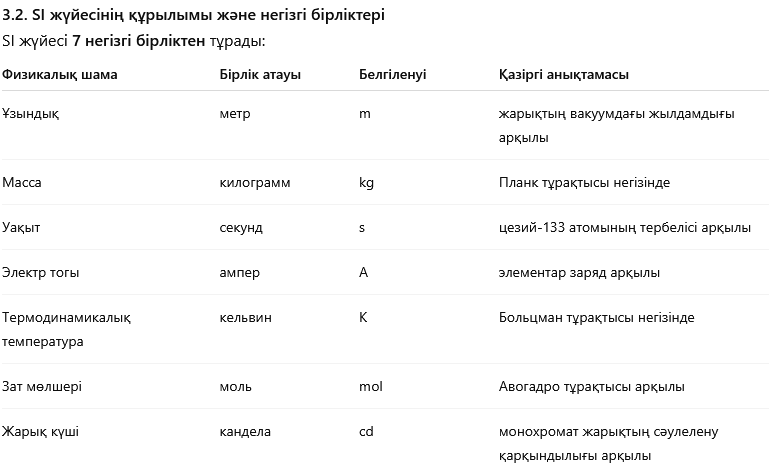 3.2. SI жүйесінің құрылымы және негізгі бірліктері
SI жүйесі 7 негізгі бірліктен тұрады:
Физикалық шама Бірлік атауы Белгіленуі Қазіргі анықтамасы
Ұзындық метр m жарықтың вакуумдағы жылдамдығы
арқылы
Масса килограмм kg Планк тұрақтысы негізінде
Уақыт секунд s цезий-133 атомының тербелісі арқылы
Электр тогы ампер A элементар заряд арқылы
Термодинамикалық кельвин K Больцман тұрақтысы негізінде
температура
Зат мөлшері моль mol Авогадро тұрақтысы арқылы
Жарық күші кандела cd монохромат жарықтың сәулелену
қарқындылығы арқылы